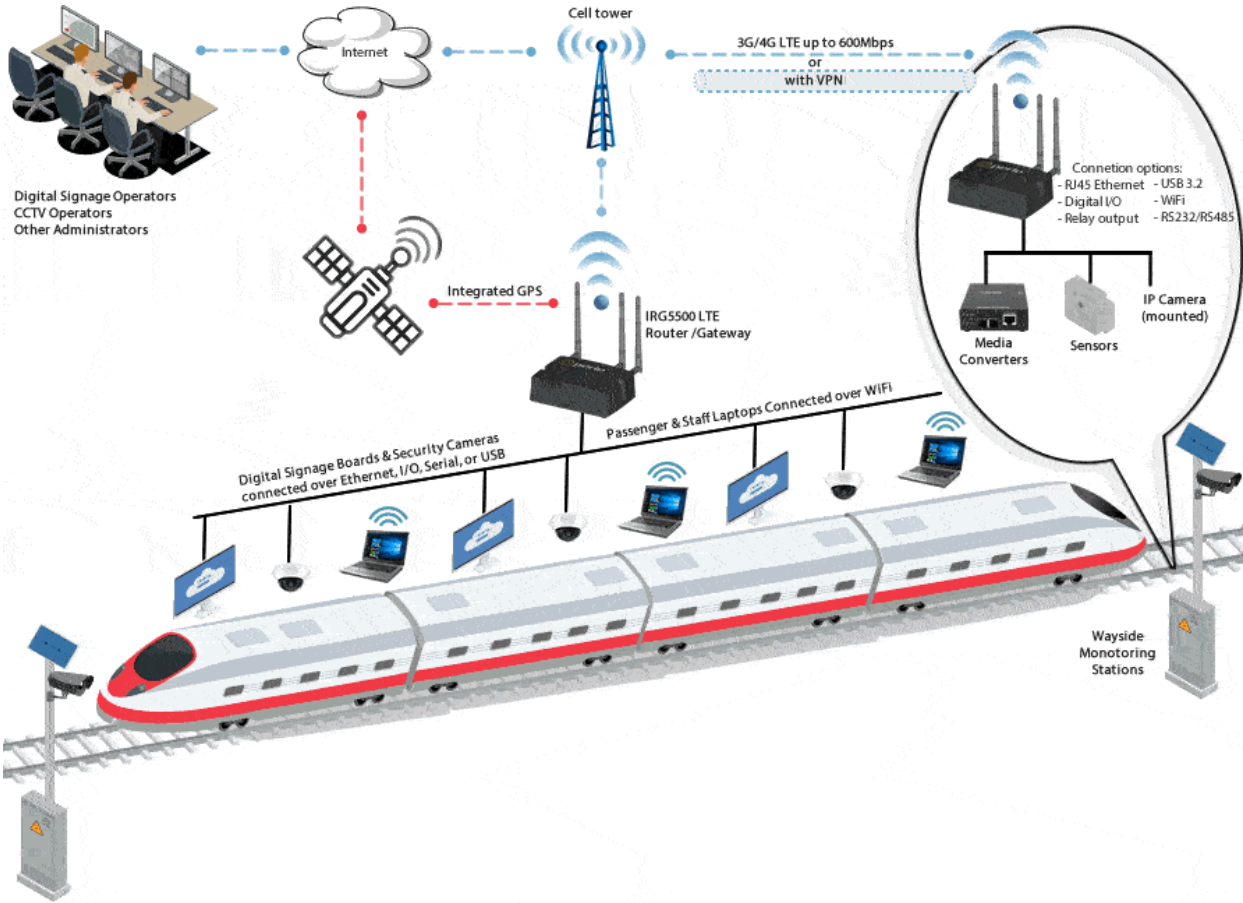 Cell tower
Internet
3G/4G LTE up to 600Mbps
or
with VPN
Digital Signage Operators
CCTV Operators
Other Administrators
Connetion options:
- RJ45 Ethernet - USB 3.2
- Digital I/O - WiFi
- Relay output - RS232/RS485
Integrated GPS
IRG5500 LTE
Router /Gateway
IP Camera
(mounted)
Media
Converters
Sensors
perle
Passenger & Staff Laptops Connected over WiFi
Digital Signage Boards & Security Cameras
connected over Ethernet, I/O, Serial, or USB
Wayside
Monotoring
Stations